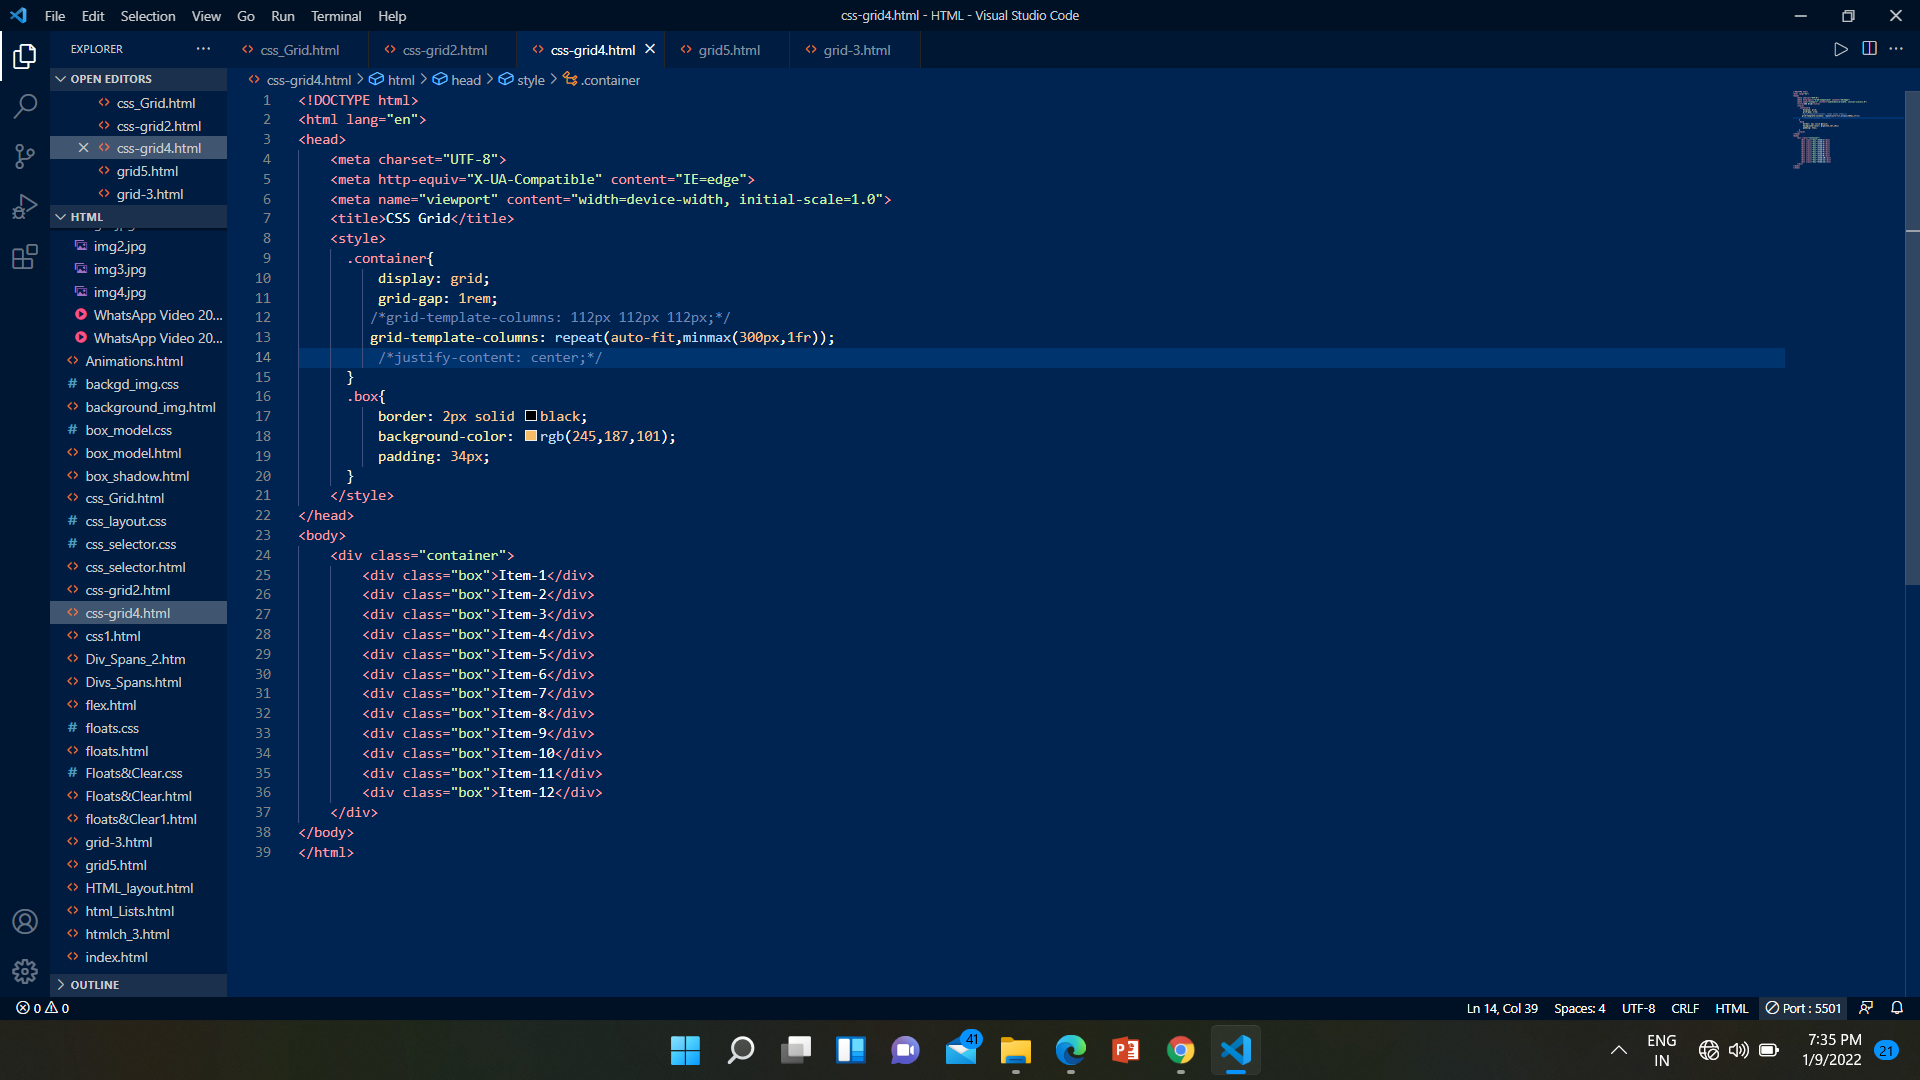 File Edit Selection View Go Run Terminal Help
css-grid4.html - HTML - Visual Studio Code
EXPLORER
css_Grid.html
css-grid2.html
css-grid4.html
grid5.html
grid-3.html
OPEN EDITORS
css_Grid.html
css-grid2.html
css-grid4.html
grid5.html
grid-3.html
HTML
img2.jpg
img3.jpg
img4.jpg
WhatsApp Video 20...
WhatsApp Video 20...
Animations.html
backgd_img.css
background_img.html
box_model.css
box_model.html
box_shadow.html
css_Grid.html
css_layout.css
css_selector.css
css_selector.html
css-grid2.html
css-grid4.html
css1.html
Div_Spans_2.htm
Divs_Spans.html
flex.html
floats.css
floats.html
Floats&Clear.css
Floats&Clear.html
floats&Clear1.html
grid-3.html
grid5.html
HTML_layout.html
html_Lists.html
htmlch_3.html
index.html
OUTLINE
css-grid4.html > html > head > style > .container
1 <!DOCTYPE html>
2 <html lang="en">
3 <head>
4 <meta charset="UTF-8">
5 <meta http-equiv="X-UA-Compatible" content="IE=edge">
6 <meta name="viewport" content="width=device-width, initial-scale=1.0">
7 <title>CSS Grid</title>
8 <style>
9 .container{
10 display: grid;
11 grid-gap: 1rem;
12 /*grid-template-columns: 112px 112px 112px;*/
13 grid-template-columns: repeat(auto-fit,minmax(300px,1fr));
14 /*justify-content: center;*/
15 }
16 .box{
17 border: 2px solid black;
18 background-color: rgb(245,187,101);
19 padding: 34px;
20 }
21 </style>
22 </head>
23 <body>
24 <div class="container">
25 <div class="box">Item-1</div>
26 <div class="box">Item-2</div>
27 <div class="box">Item-3</div>
28 <div class="box">Item-4</div>
29 <div class="box">Item-5</div>
30 <div class="box">Item-6</div>
31 <div class="box">Item-7</div>
32 <div class="box">Item-8</div>
33 <div class="box">Item-9</div>
34 <div class="box">Item-10</div>
35 <div class="box">Item-11</div>
36 <div class="box">Item-12</div>
37 </div>
38 </body>
39 </html>
0 0
Ln 14, Col 39 Spaces: 4 UTF-8 CRLF HTML Port : 5501
41
ENG
IN
7:35 PM
1/9/2022
21